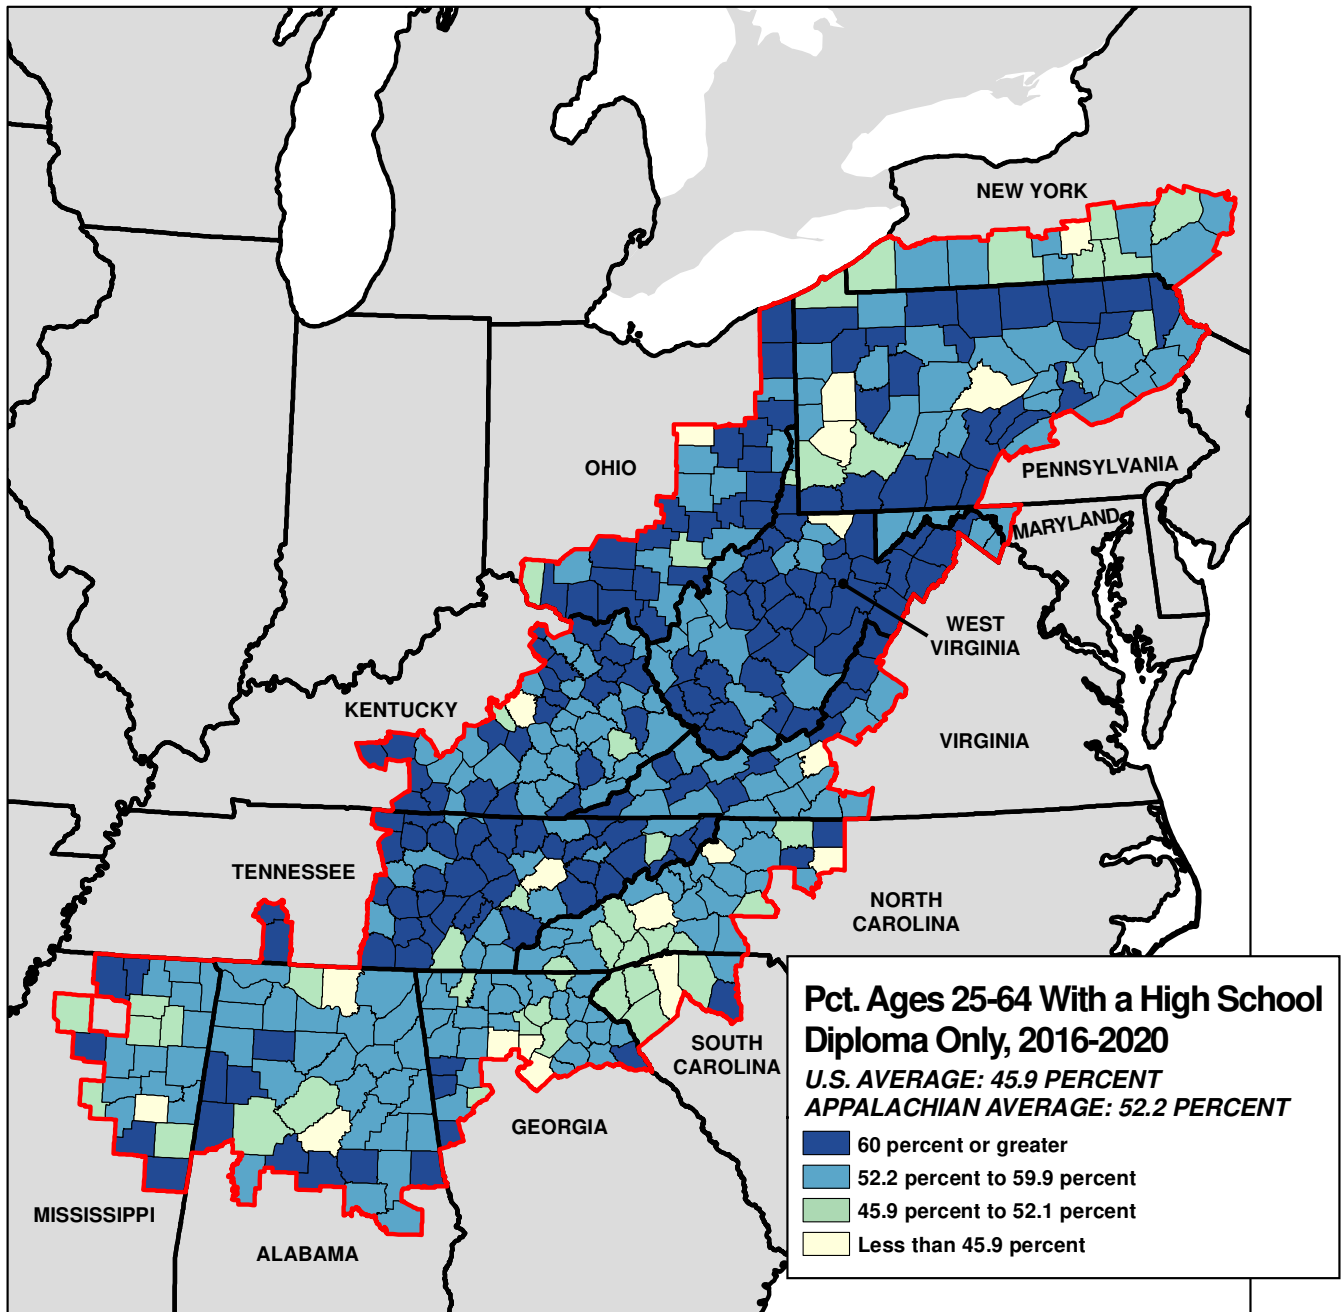 NEW YORK
OHIO
PENNSYLVANIA
MARYLAND
WEST
VIRGINIA
KENTUCKY
VIRGINIA
TENNESSEE
NORTH
CAROLINA
SOUTH
CAROLINA
GEORGIA
MISSISSIPPI
ALABAMA
Pct. Ages 25-64 With a High School
Diploma Only, 2016-2020
U.S. AVERAGE: 45.9 PERCENT
APPALACHIAN AVERAGE: 52.2 PERCENT
60 percent or greater
52.2 percent to 59.9 percent
45.9 percent to 52.1 percent
Less than 45.9 percent